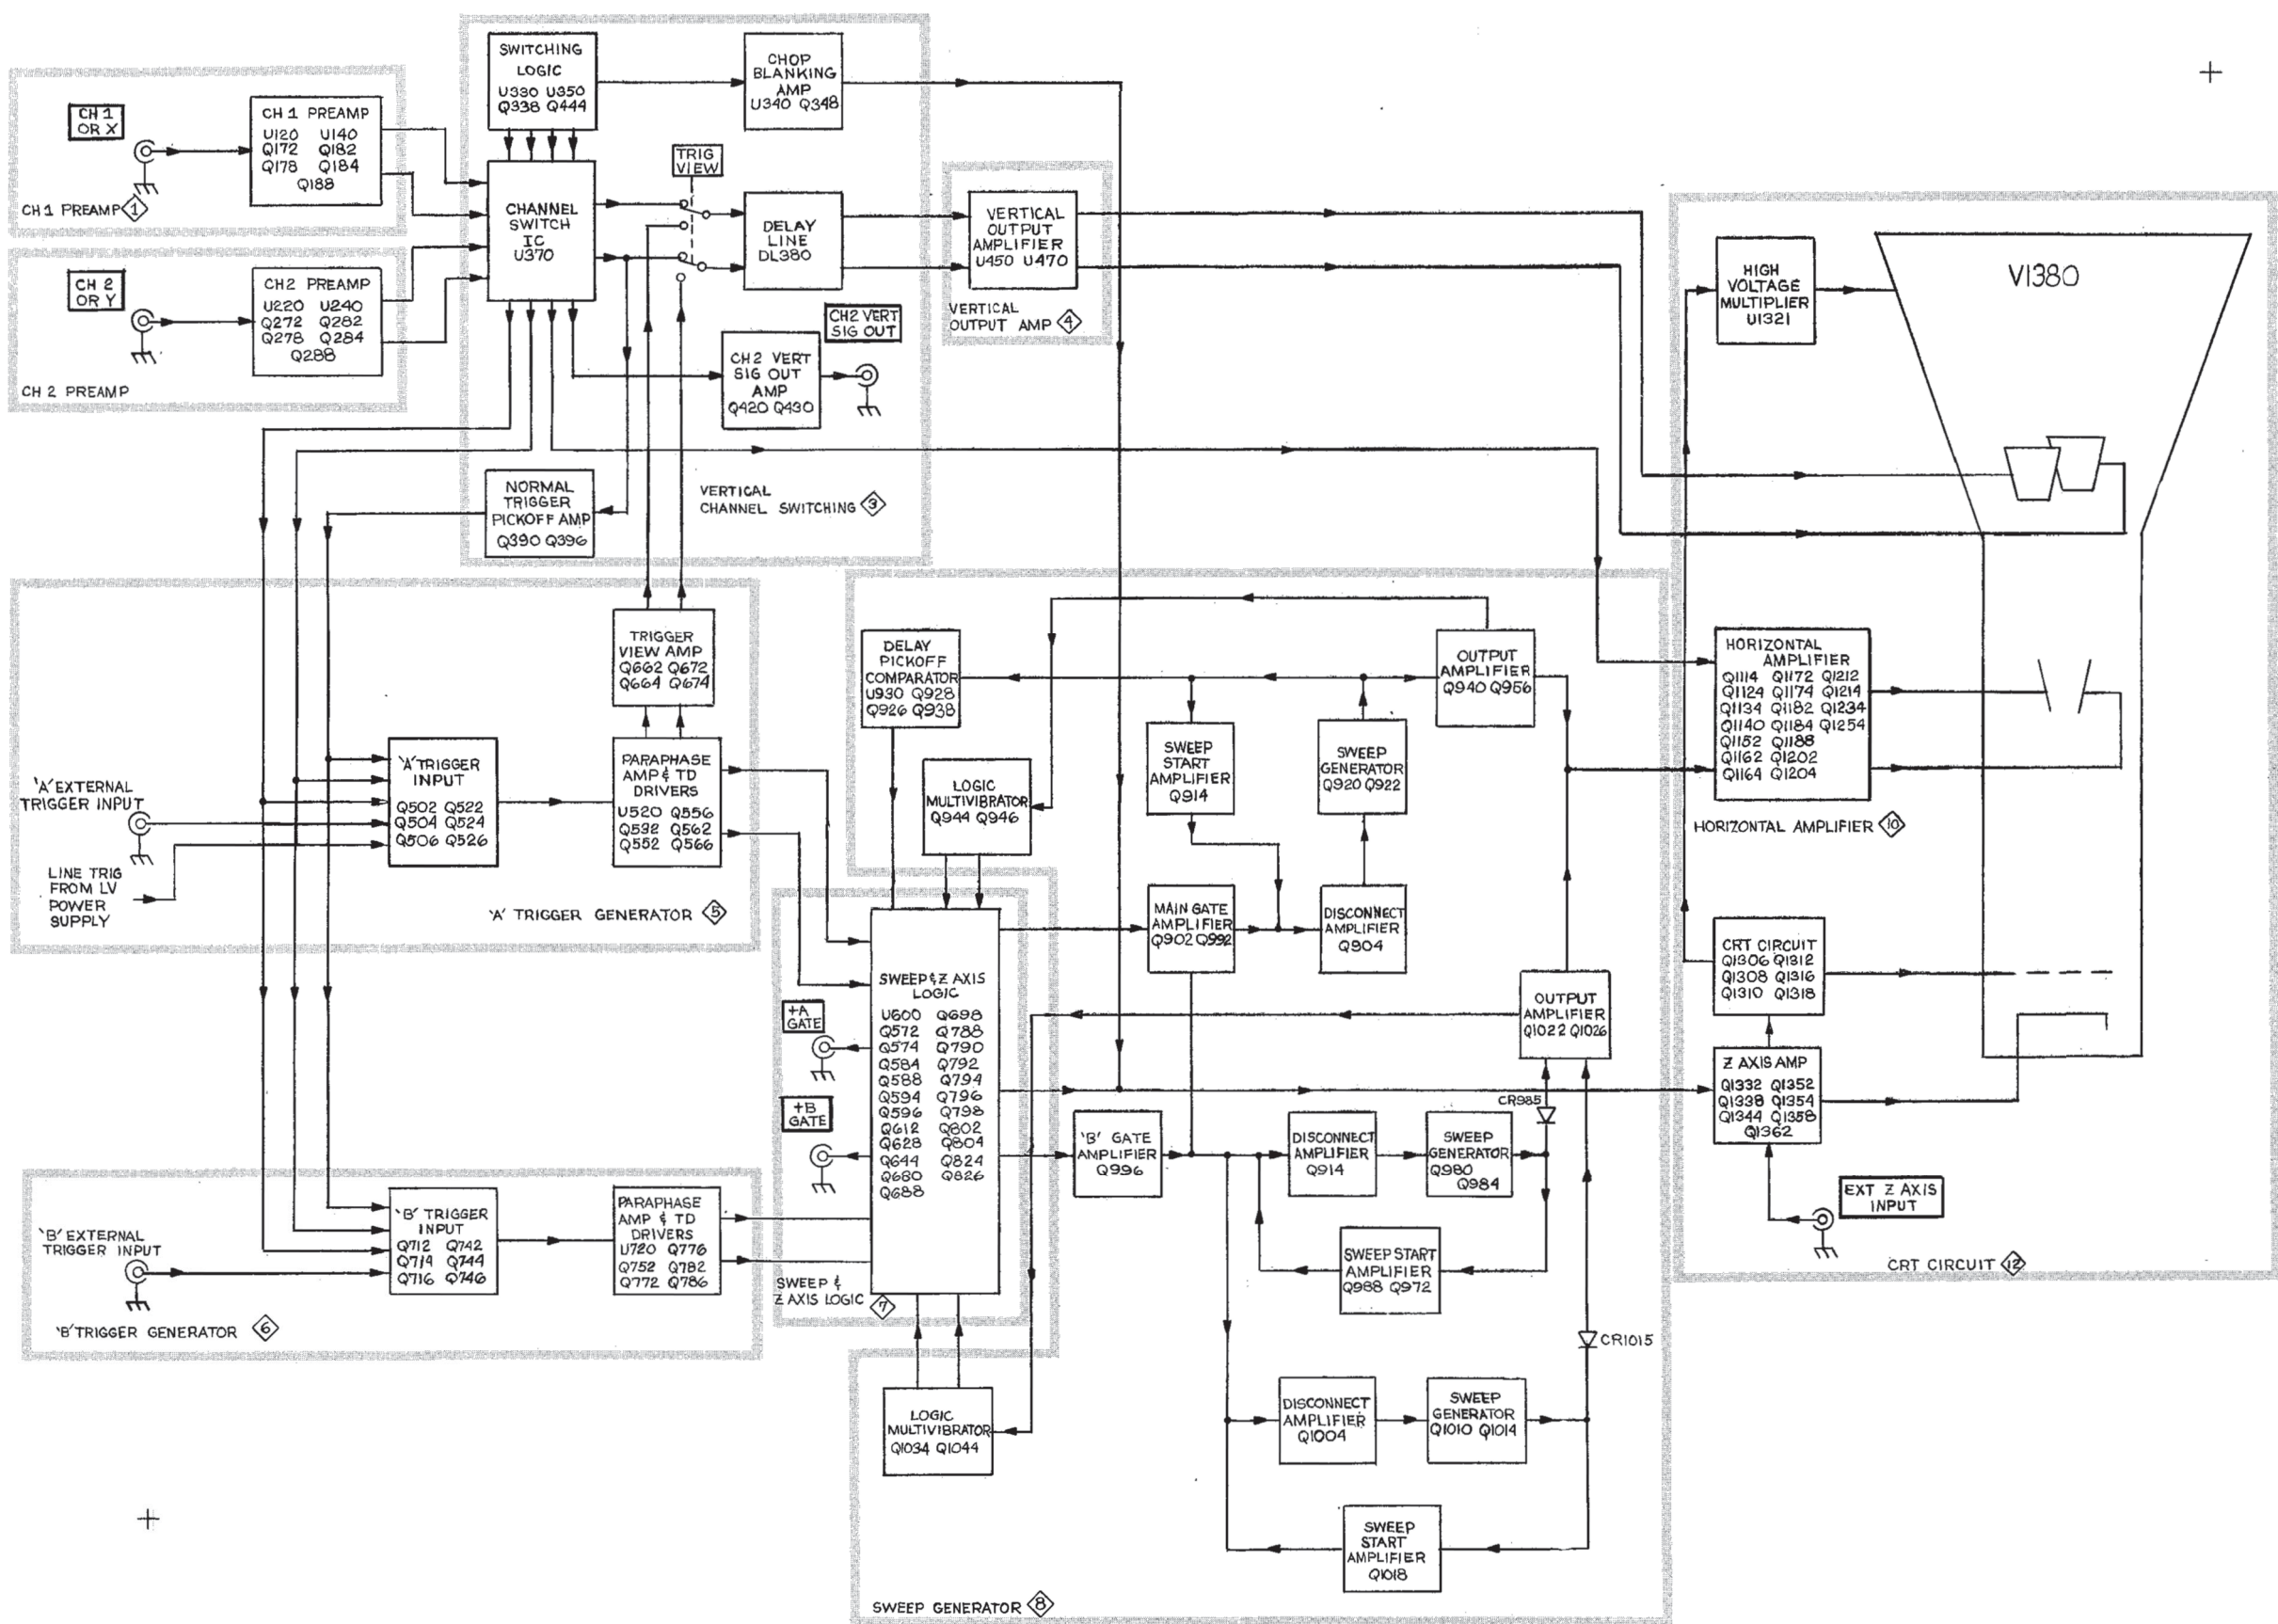 CH 1
OR X
CH 1 PREAMP
U120 U140
Q172 Q182
Q178 Q184
Q188
CH 1 PREAMP 1
CH 2
OR Y
CH2 PREAMP
U220 U240
Q272 Q282
Q278 Q284
Q288
CH 2 PREAMP
SWITCHING
LOGIC
U330 U350
Q338 Q444
CHOP
BLANKING
AMP
U340 Q348
TRIG
VIEW
CHANNEL
SWITCH
IC
U370
DELAY
LINE
DL380
CH2 VERT
SIG OUT
CH 2 VERT
SIG OUT
AMP
Q420 Q430
NORMAL
TRIGGER
PICKOFF AMP
Q390 Q396
VERTICAL
CHANNEL SWITCHING 3
VERTICAL
OUTPUT
AMPLIFIER
U450 U470
VERTICAL
OUTPUT AMP 4
HIGH
VOLTAGE
MULTIPLIER
U1321
V1380
TRIGGER
VIEW AMP
Q662 Q672
Q664 Q674
'A' TRIGGER
INPUT
Q502 Q522
Q504 Q524
Q506 Q526
PARAPHASE
AMP & TD
DRIVERS
U520 Q556
Q532 Q562
Q552 Q566
'A' EXTERNAL
TRIGGER INPUT
LINE TRIG
FROM LV
POWER
SUPPLY
'A' TRIGGER GENERATOR 5
DELAY
PICKOFF
COMPARATOR
U930 Q928
Q926 Q938
OUTPUT
AMPLIFIER
Q940 Q956
LOGIC
MULTIVIBRATOR
Q944 Q946
SWEEP
START
AMPLIFIER
Q914
SWEEP
GENERATOR
Q920 Q922
MAIN GATE
AMPLIFIER
Q902 Q992
DISCONNECT
AMPLIFIER
Q904
HORIZONTAL
AMPLIFIER
Q1114 Q1172 Q1212
Q1124 Q1174 Q1214
Q1134 Q1182 Q1234
Q1140 Q1184 Q1254
Q1152 Q1188
Q1162 Q1202
Q1164 Q1204
HORIZONTAL AMPLIFIER 10
CRT CIRCUIT
Q1306 Q1312
Q1308 Q1316
Q1310 Q1318
Z AXIS AMP
Q1332 Q1352
Q1338 Q1354
Q1344 Q1358
Q1362
EXT Z AXIS
INPUT
CRT CIRCUIT 12
+A
GATE
+B
GATE
SWEEP & Z AXIS
LOGIC
U600 Q698
Q572 Q788
Q574 Q790
Q584 Q792
Q588 Q794
Q594 Q796
Q596 Q798
Q612 Q802
Q628 Q804
Q644 Q824
Q680 Q826
Q688
SWEEP &
Z AXIS LOGIC 7
OUTPUT
AMPLIFIER
Q1022 Q1026
CR985
'B' GATE
AMPLIFIER
Q996
DISCONNECT
AMPLIFIER
Q914
SWEEP
GENERATOR
Q980
Q984
SWEEP START
AMPLIFIER
Q988 Q972
CR1015
'B' TRIGGER
INPUT
Q712 Q742
Q714 Q744
Q716 Q746
PARAPHASE
AMP & TD
DRIVERS
U720 Q776
Q752 Q782
Q772 Q786
'B' EXTERNAL
TRIGGER INPUT
'B' TRIGGER GENERATOR 6
LOGIC
MULTIVIBRATOR
Q1034 Q1044
DISCONNECT
AMPLIFIER
Q1004
SWEEP
GENERATOR
Q1010 Q1014
SWEEP
START
AMPLIFIER
Q1018
SWEEP GENERATOR 8